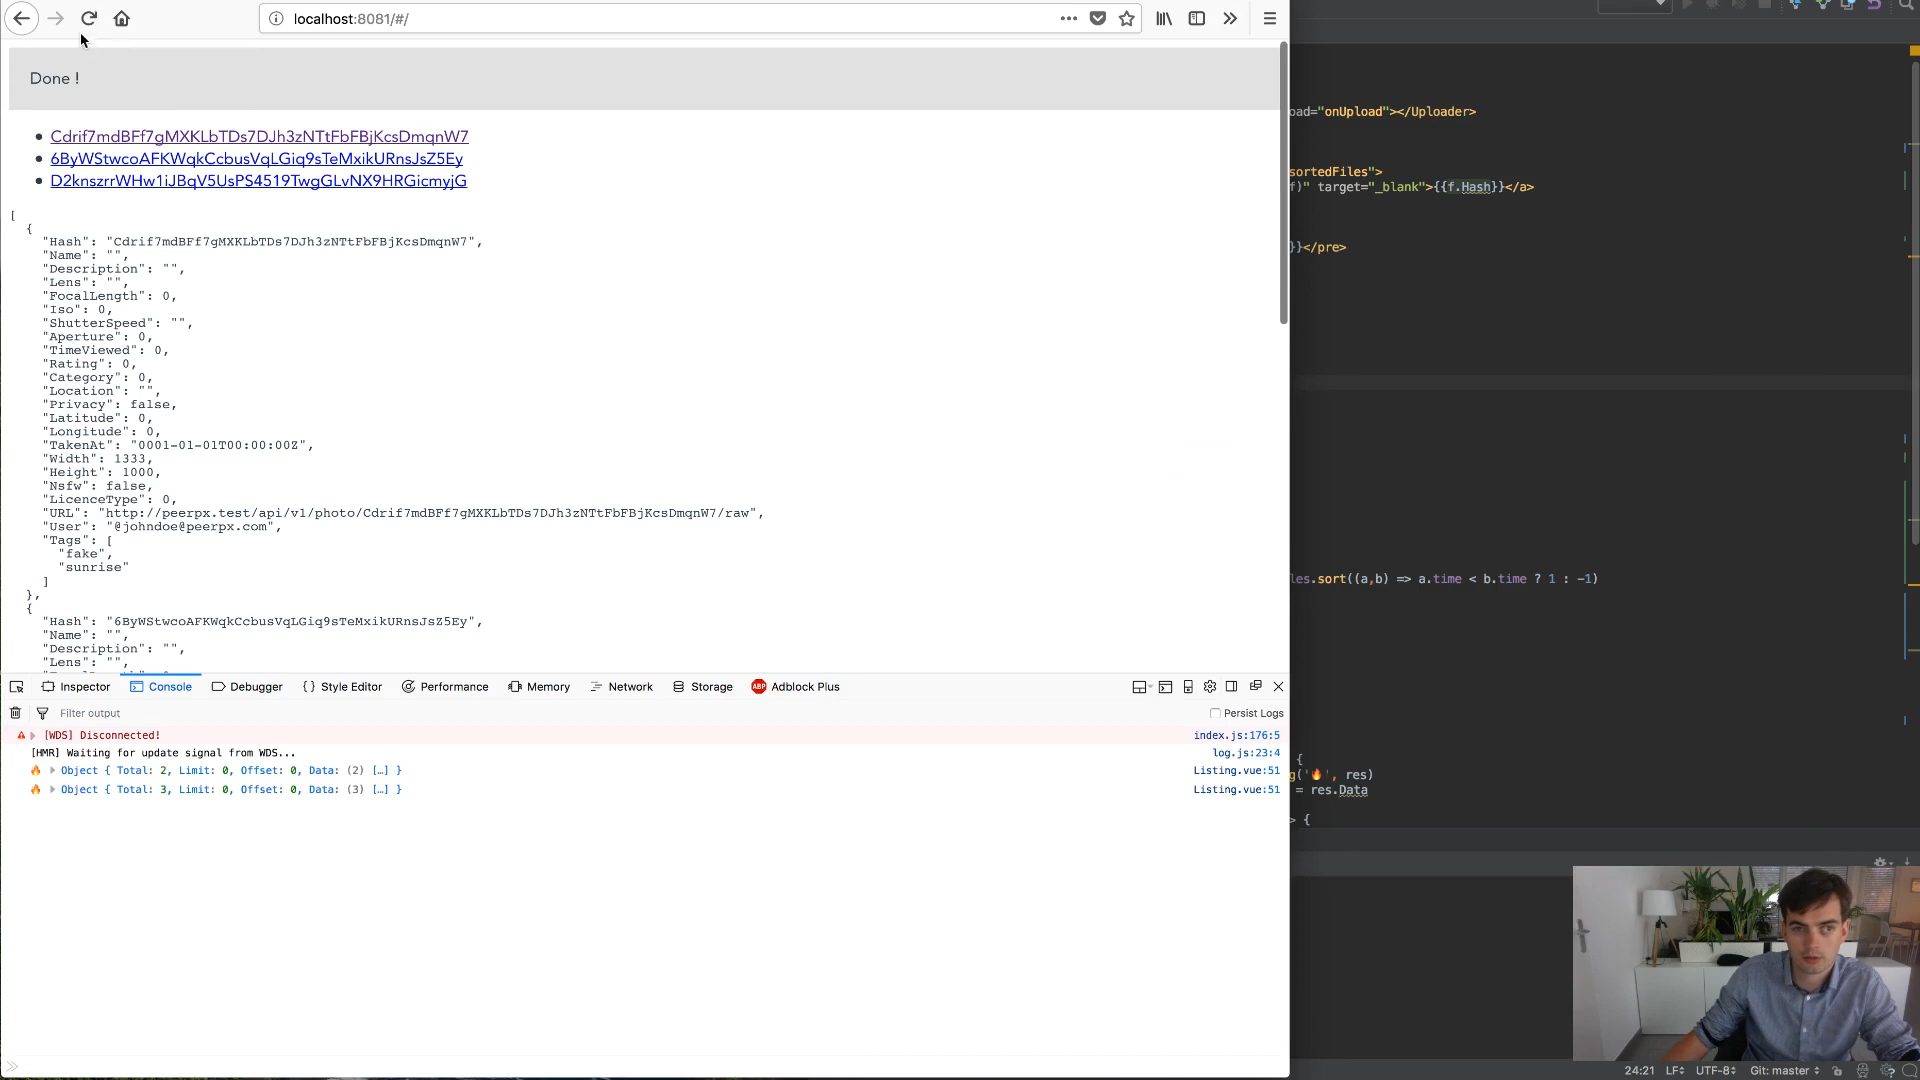 localhost:8081/#/
Done !
Cdrif7mdBFf7gMXKLbTDs7DJh3zNTtFbFBjKcsDmqnW7
6ByWStwcoAFKWqkCcbusVqLGiq9sTeMxikURnsJsZ5Ey
D2knszrrWHw1iJBqV5UsPS4519TwgGLvNX9HRGicmyjG
[
{
"Hash": "Cdrif7mdBFf7gMXKLbTDs7DJh3zNTtFbFBjKcsDmqnW7",
"Name": "",
"Description": "",
"Lens": "",
"FocalLength": 0,
"Iso": 0,
"ShutterSpeed": "",
"Aperture": 0,
"TimeViewed": 0,
"Rating": 0,
"Category": 0,
"Location": "",
"Privacy": false,
"Latitude": 0,
"Longitude": 0,
"TakenAt": "0001-01-01T00:00:00Z",
"Width": 1333,
"Height": 1000,
"Nsfw": false,
"LicenceType": 0,
"URL": "http://peerpx.test/api/v1/photo/Cdrif7mdBFf7gMXKLbTDs7DJh3zNTtFbFBjKcsDmqnW7/raw",
"User": "@johndoe@peerpx.com",
"Tags": [
"fake",
"sunrise"
]
},
{
"Hash": "6ByWStwcoAFKWqkCcbusVqLGiq9sTeMxikURnsJsZ5Ey",
"Name": "",
"Description": "",
"Lens": "",
Inspector Console Debugger {} Style Editor Performance Memory Network Storage ABP Adblock Plus
Filter output Persist Logs
[WDS] Disconnected! index.js:176:5
[HMR] Waiting for update signal from WDS... log.js:23:4
🔥 Object { Total: 2, Limit: 0, Offset: 0, Data: (2) […] } Listing.vue:51
🔥 Object { Total: 3, Limit: 0, Offset: 0, Data: (3) […] } Listing.vue:51
oad="onUpload"></Uploader>
sortedFiles">
f)" target="_blank">{{f.Hash}}</a>
}}</pre>
les.sort((a,b) => a.time < b.time ? 1 : -1)
{
g('🔥', res)
= res.Data
> {
24:21 LF UTF-8 Git: master